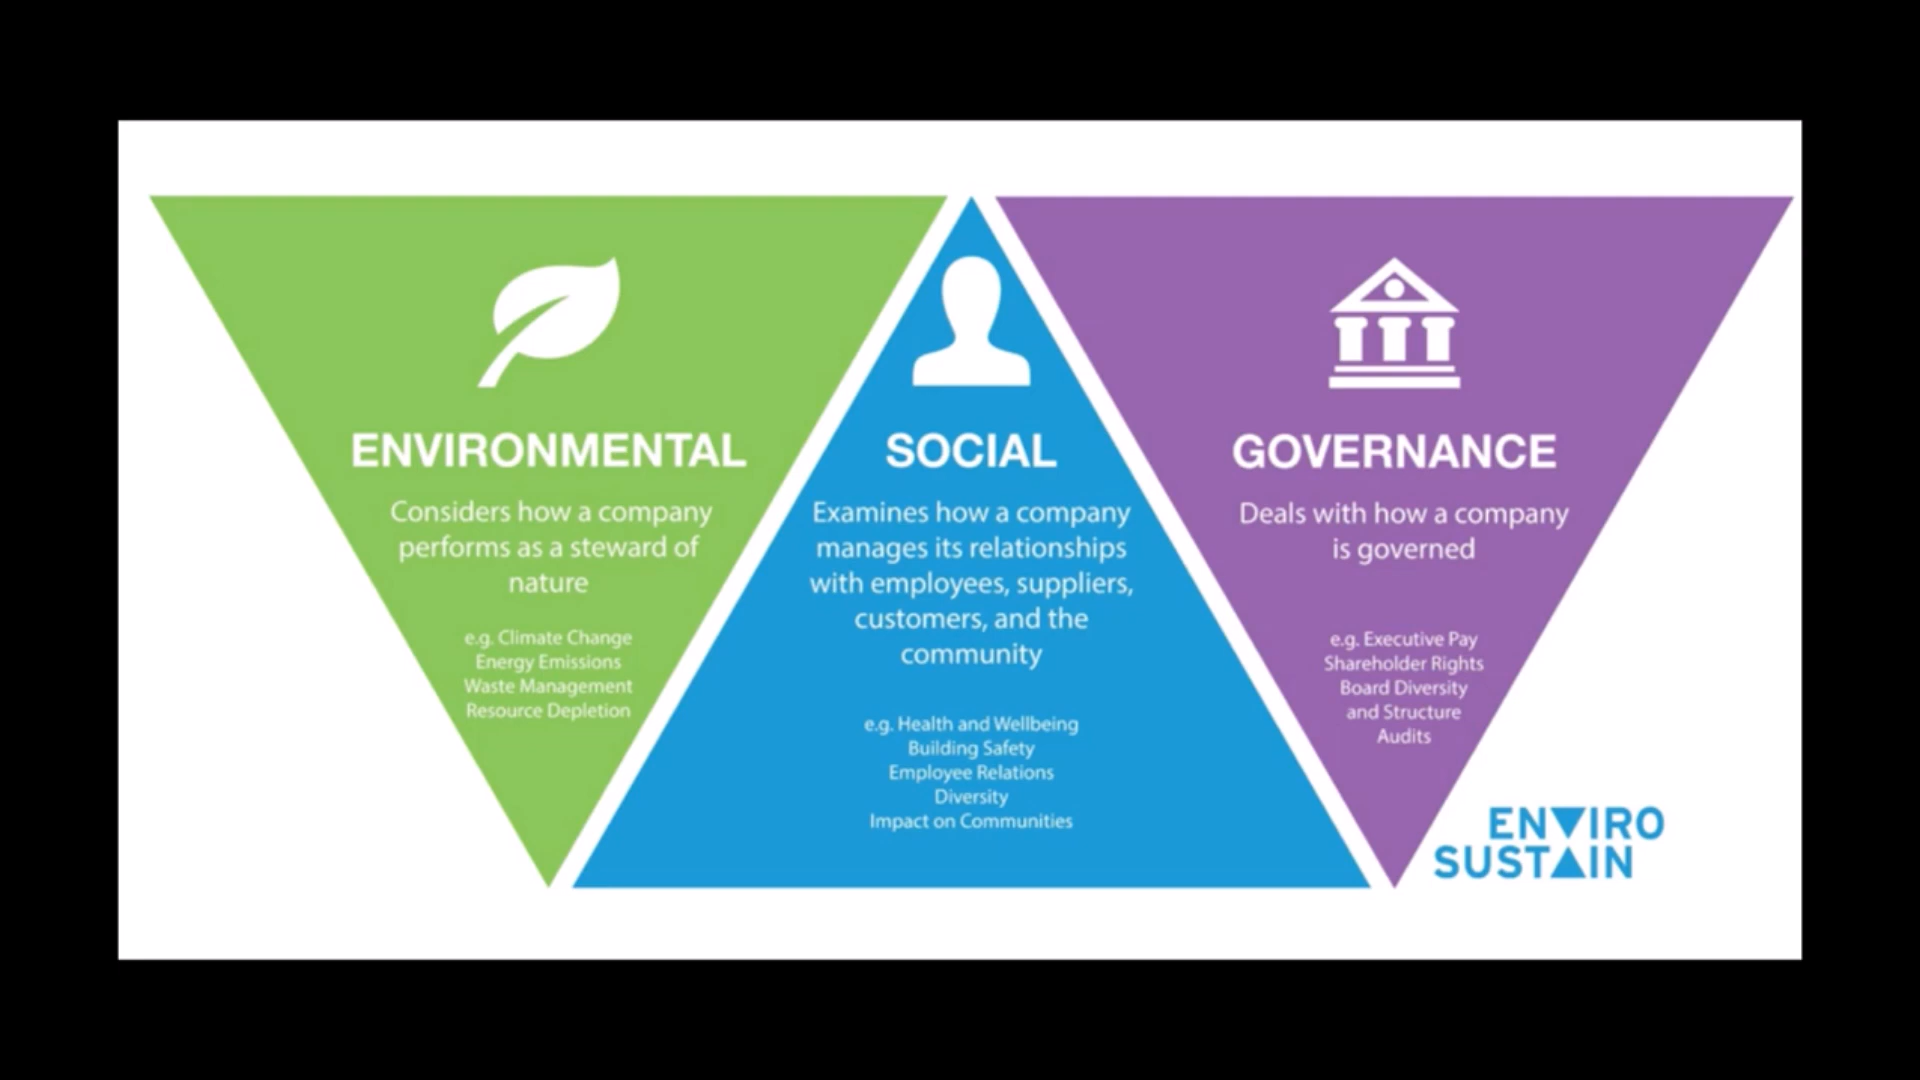 ENVIRONMENTAL
Considers how a company
performs as a steward of
nature
e.g. Climate Change
Energy Emissions
Waste Management
Resource Depletion
SOCIAL
Examines how a company
manages its relationships
with employees, suppliers,
customers, and the
community
e.g. Health and Wellbeing
Building Safety
Employee Relations
Diversity
Impact on Communities
GOVERNANCE
Deals with how a company
is governed
e.g. Executive Pay
Shareholder Rights
Board Diversity
and Structure
Audits
ENVIRO
SUSTAIN